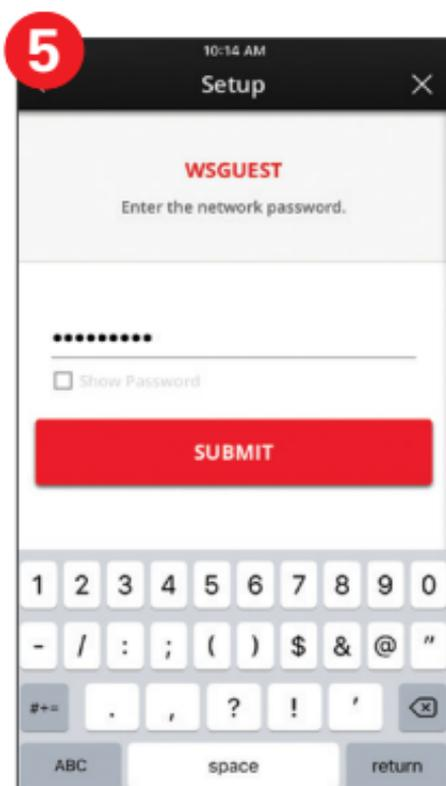 5
10:14 AM
Setup
WSGUEST
Enter the network password.
•••••••••
Show Password
SUBMIT
1 2 3 4 5 6 7 8 9 0
- / : ; ( ) $ & @ "
#+= . , ? ! '
ABC space return